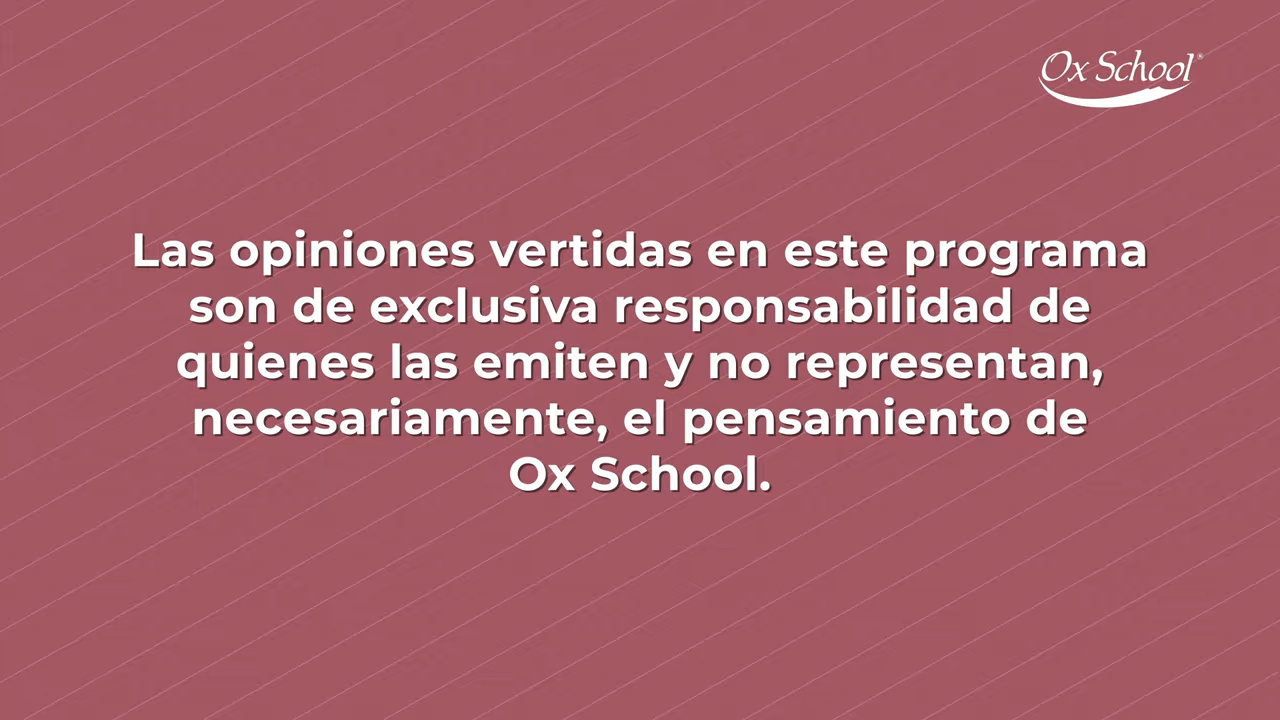 Ox School®
Las opiniones vertidas en este programa
son de exclusiva responsabilidad de
quienes las emiten y no representan,
necesariamente, el pensamiento de
Ox School.